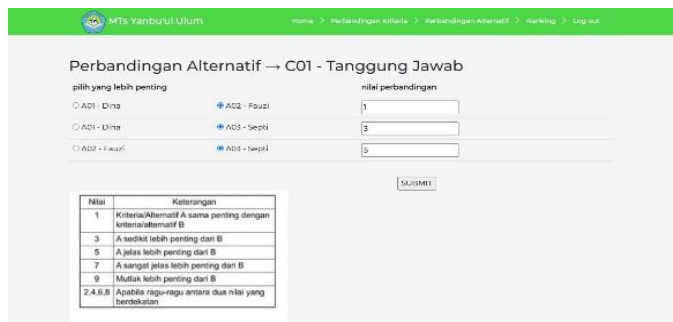 MTs Yanbu'ul Ulum
Home > Perbandingan Kriteria > Perbandingan Alternatif > Ranking > Log out
Perbandingan Alternatif → C01 - Tanggung Jawab
pilih yang lebih penting nilai perbandingan
A01 - Dina A02 - Fauzi 1
A01 - Dina A03 - Septi 3
A02 - Fauzi A03 - Septi 5
SUBMIT
Nilai Keterangan
1 Kriteria/Alternatif A sama penting dengan
kriteria/alternatif B
3 A sedikit lebih penting dari B
5 A jelas lebih penting dari B
7 A sangat jelas lebih penting dari B
9 Mutlak lebih penting dari B
2,4,6,8 Apabila ragu-ragu antara dua nilai yang
berdekatan